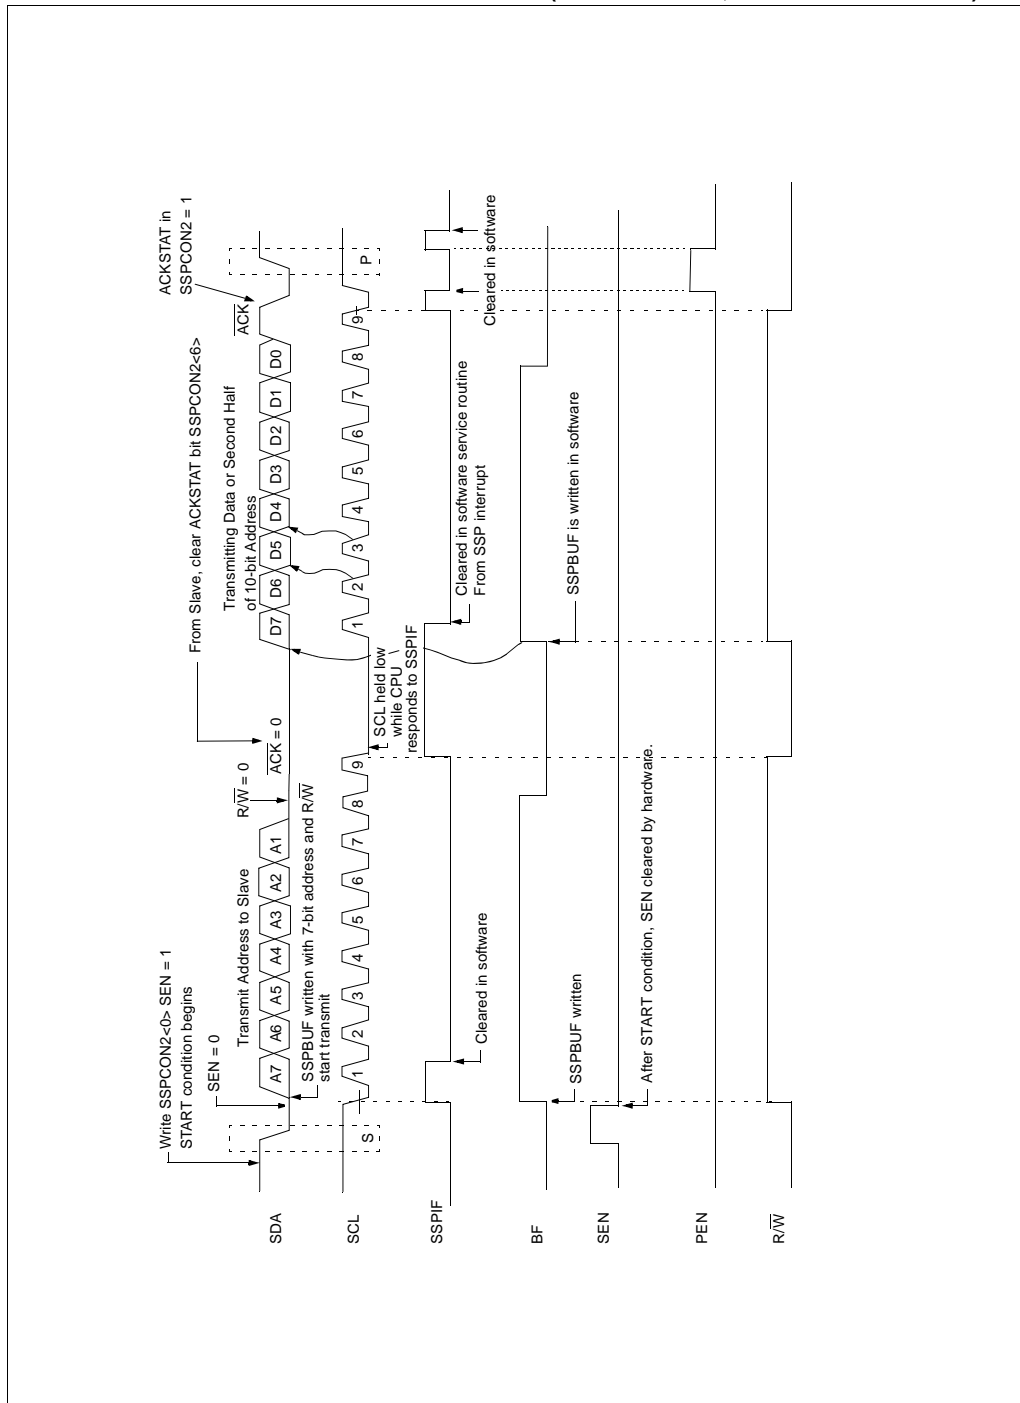 Write SSPCON2<0> SEN = 1
START condition begins
SEN = 0
Transmit Address to Slave
R/W = 0
From Slave, clear ACKSTAT bit SSPCON2<6>
ACK = 0
Transmitting Data or Second Half
of 10-bit Address
ACKSTAT in
SSPCON2 = 1
ACK
SDA
A7 A6 A5 A4 A3 A2 A1
D7 D6 D5 D4 D3 D2 D1 D0
SSPBUF written with 7-bit address and R/W
start transmit
SCL
S
1 2 3 4 5 6 7 8 9
1 2 3 4 5 6 7 8 9
P
SCL held low
while CPU
responds to SSPIF
SSPIF
Cleared in software
Cleared in software service routine
From SSP interrupt
Cleared in software
BF
SSPBUF written
SSPBUF is written in software
SEN
After START condition, SEN cleared by hardware.
PEN
R/W